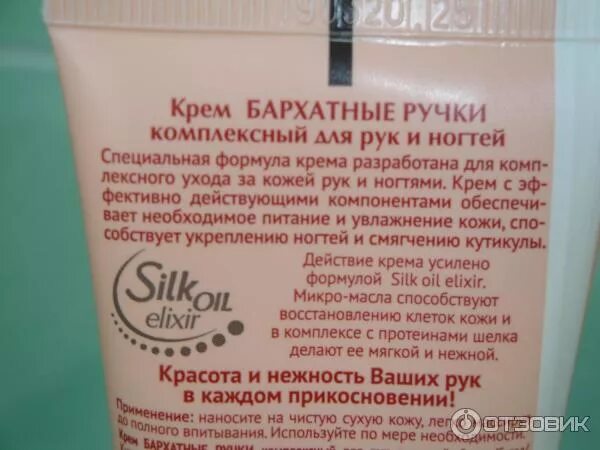 Крем БАРХАТНЫЕ РУЧКИ
комплексный для рук и ногтей
Специальная формула крема разработана для комп-
лексного ухода за кожей рук и ногтями. Крем с эф-
фективно действующими компонентами обеспечи-
вает необходимое питание и увлажнение кожи, спо-
собствует укреплению ногтей и смягчению кутикулы.
Silk OIL
elixir
Действие крема усилено
формулой Silk oil elixir.
Микро-масла способствуют
восстановлению клеток кожи и
в комплексе с протеинами шелка
делают ее мягкой и нежной.
Красота и нежность Ваших рук
в каждом прикосновении!
Применение: наносите на чистую сухую кожу,
до полного впитывания. Используйте по мере необходимости.
Крем БАРХАТНЫЕ РУЧКИ
ОТЗОВИК